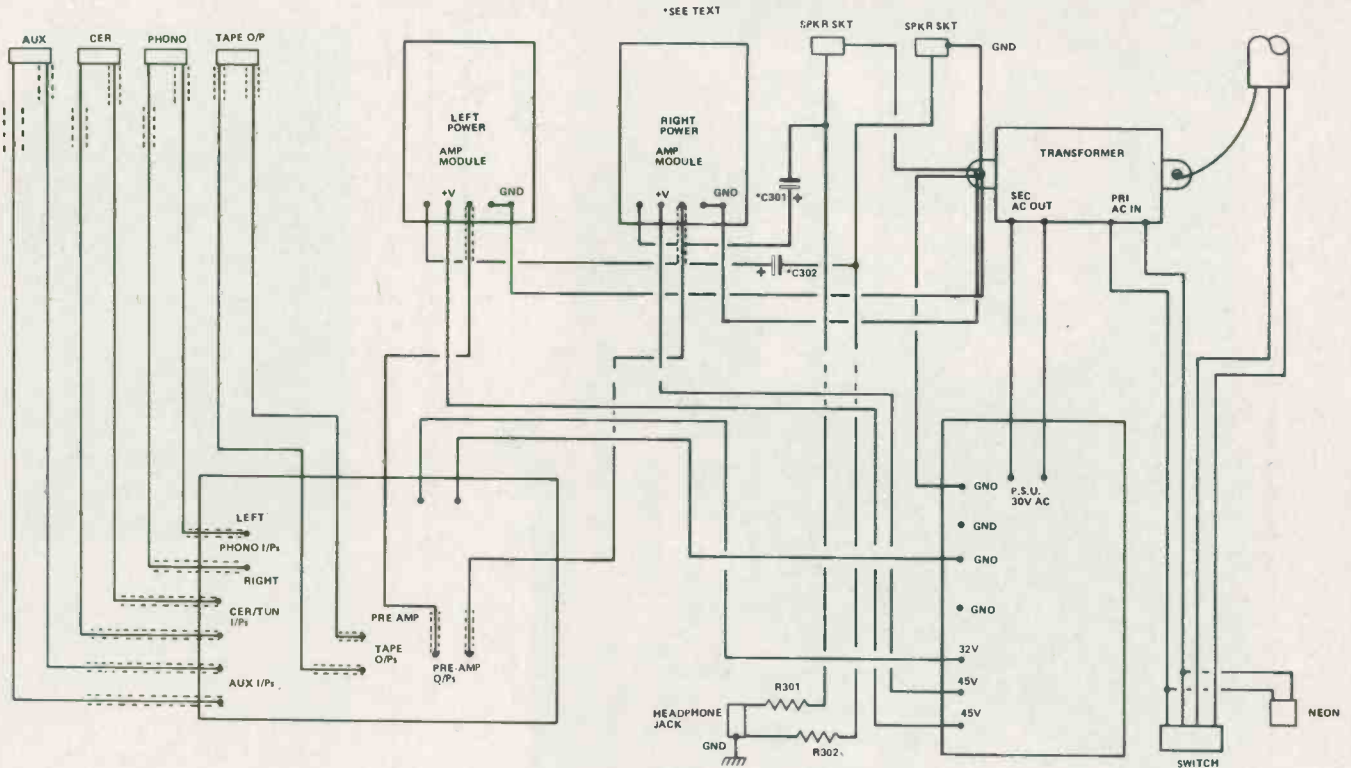 *SEE TEXT
AUX
CER
PHONO
TAPE O/P
SPKR SKT
SPKR SKT
GND
LEFT
POWER
AMP
MODULE
+V
GND
RIGHT
POWER
AMP
MODULE
+V
GND
*C301
+
+
*C302
TRANSFORMER
SEC
AC OUT
PRI
AC IN
LEFT
PHONO I/Ps
RIGHT
CER/TUN
I/Ps
AUX I/Ps
PRE AMP
TAPE
O/Ps
PRE-AMP
O/Ps
GNO
P.S.U.
30V AC
GND
GNO
GNO
32V
45V
45V
R301
HEADPHONE
JACK
GND
R302
NEON
SWITCH